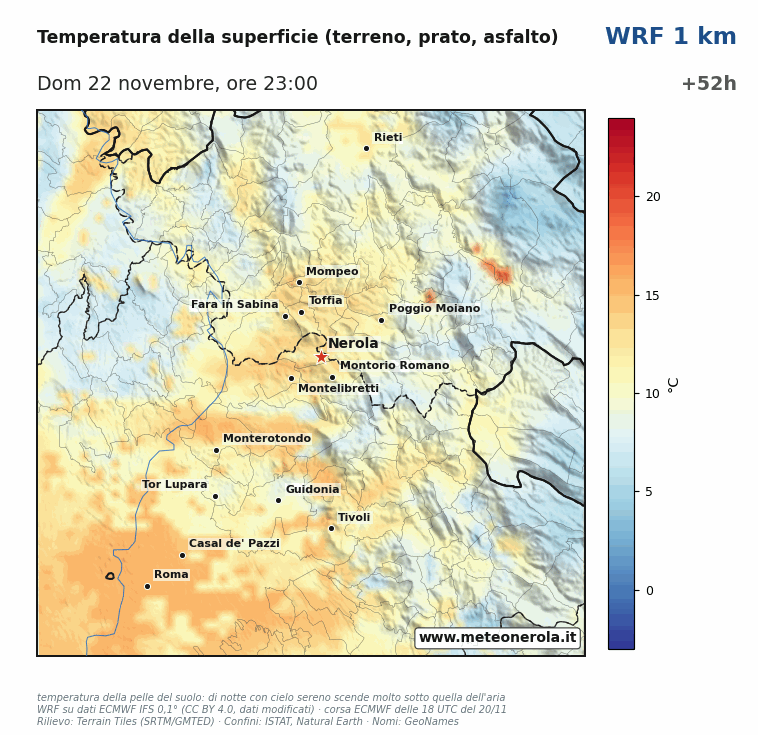 Temperatura della superficie (terreno, prato, asfalto)
WRF 1 km
Dom 22 novembre, ore 23:00
+52h
Rieti
Mompeo
Fara in Sabina
Toffia
Poggio Moiano
Nerola
Montorio Romano
Montelibretti
Monterotondo
Tor Lupara
Guidonia
Tivoli
Casal de' Pazzi
Roma
www.meteonerola.it
20
15
10
5
0
°C
temperatura della pelle del suolo: di notte con cielo sereno scende molto sotto quella dell'aria
WRF su dati ECMWF IFS 0,1° (CC BY 4.0, dati modificati) · corsa ECMWF delle 18 UTC del 20/11
Rilievo: Terrain Tiles (SRTM/GMTED) · Confini: ISTAT, Natural Earth · Nomi: GeoNames